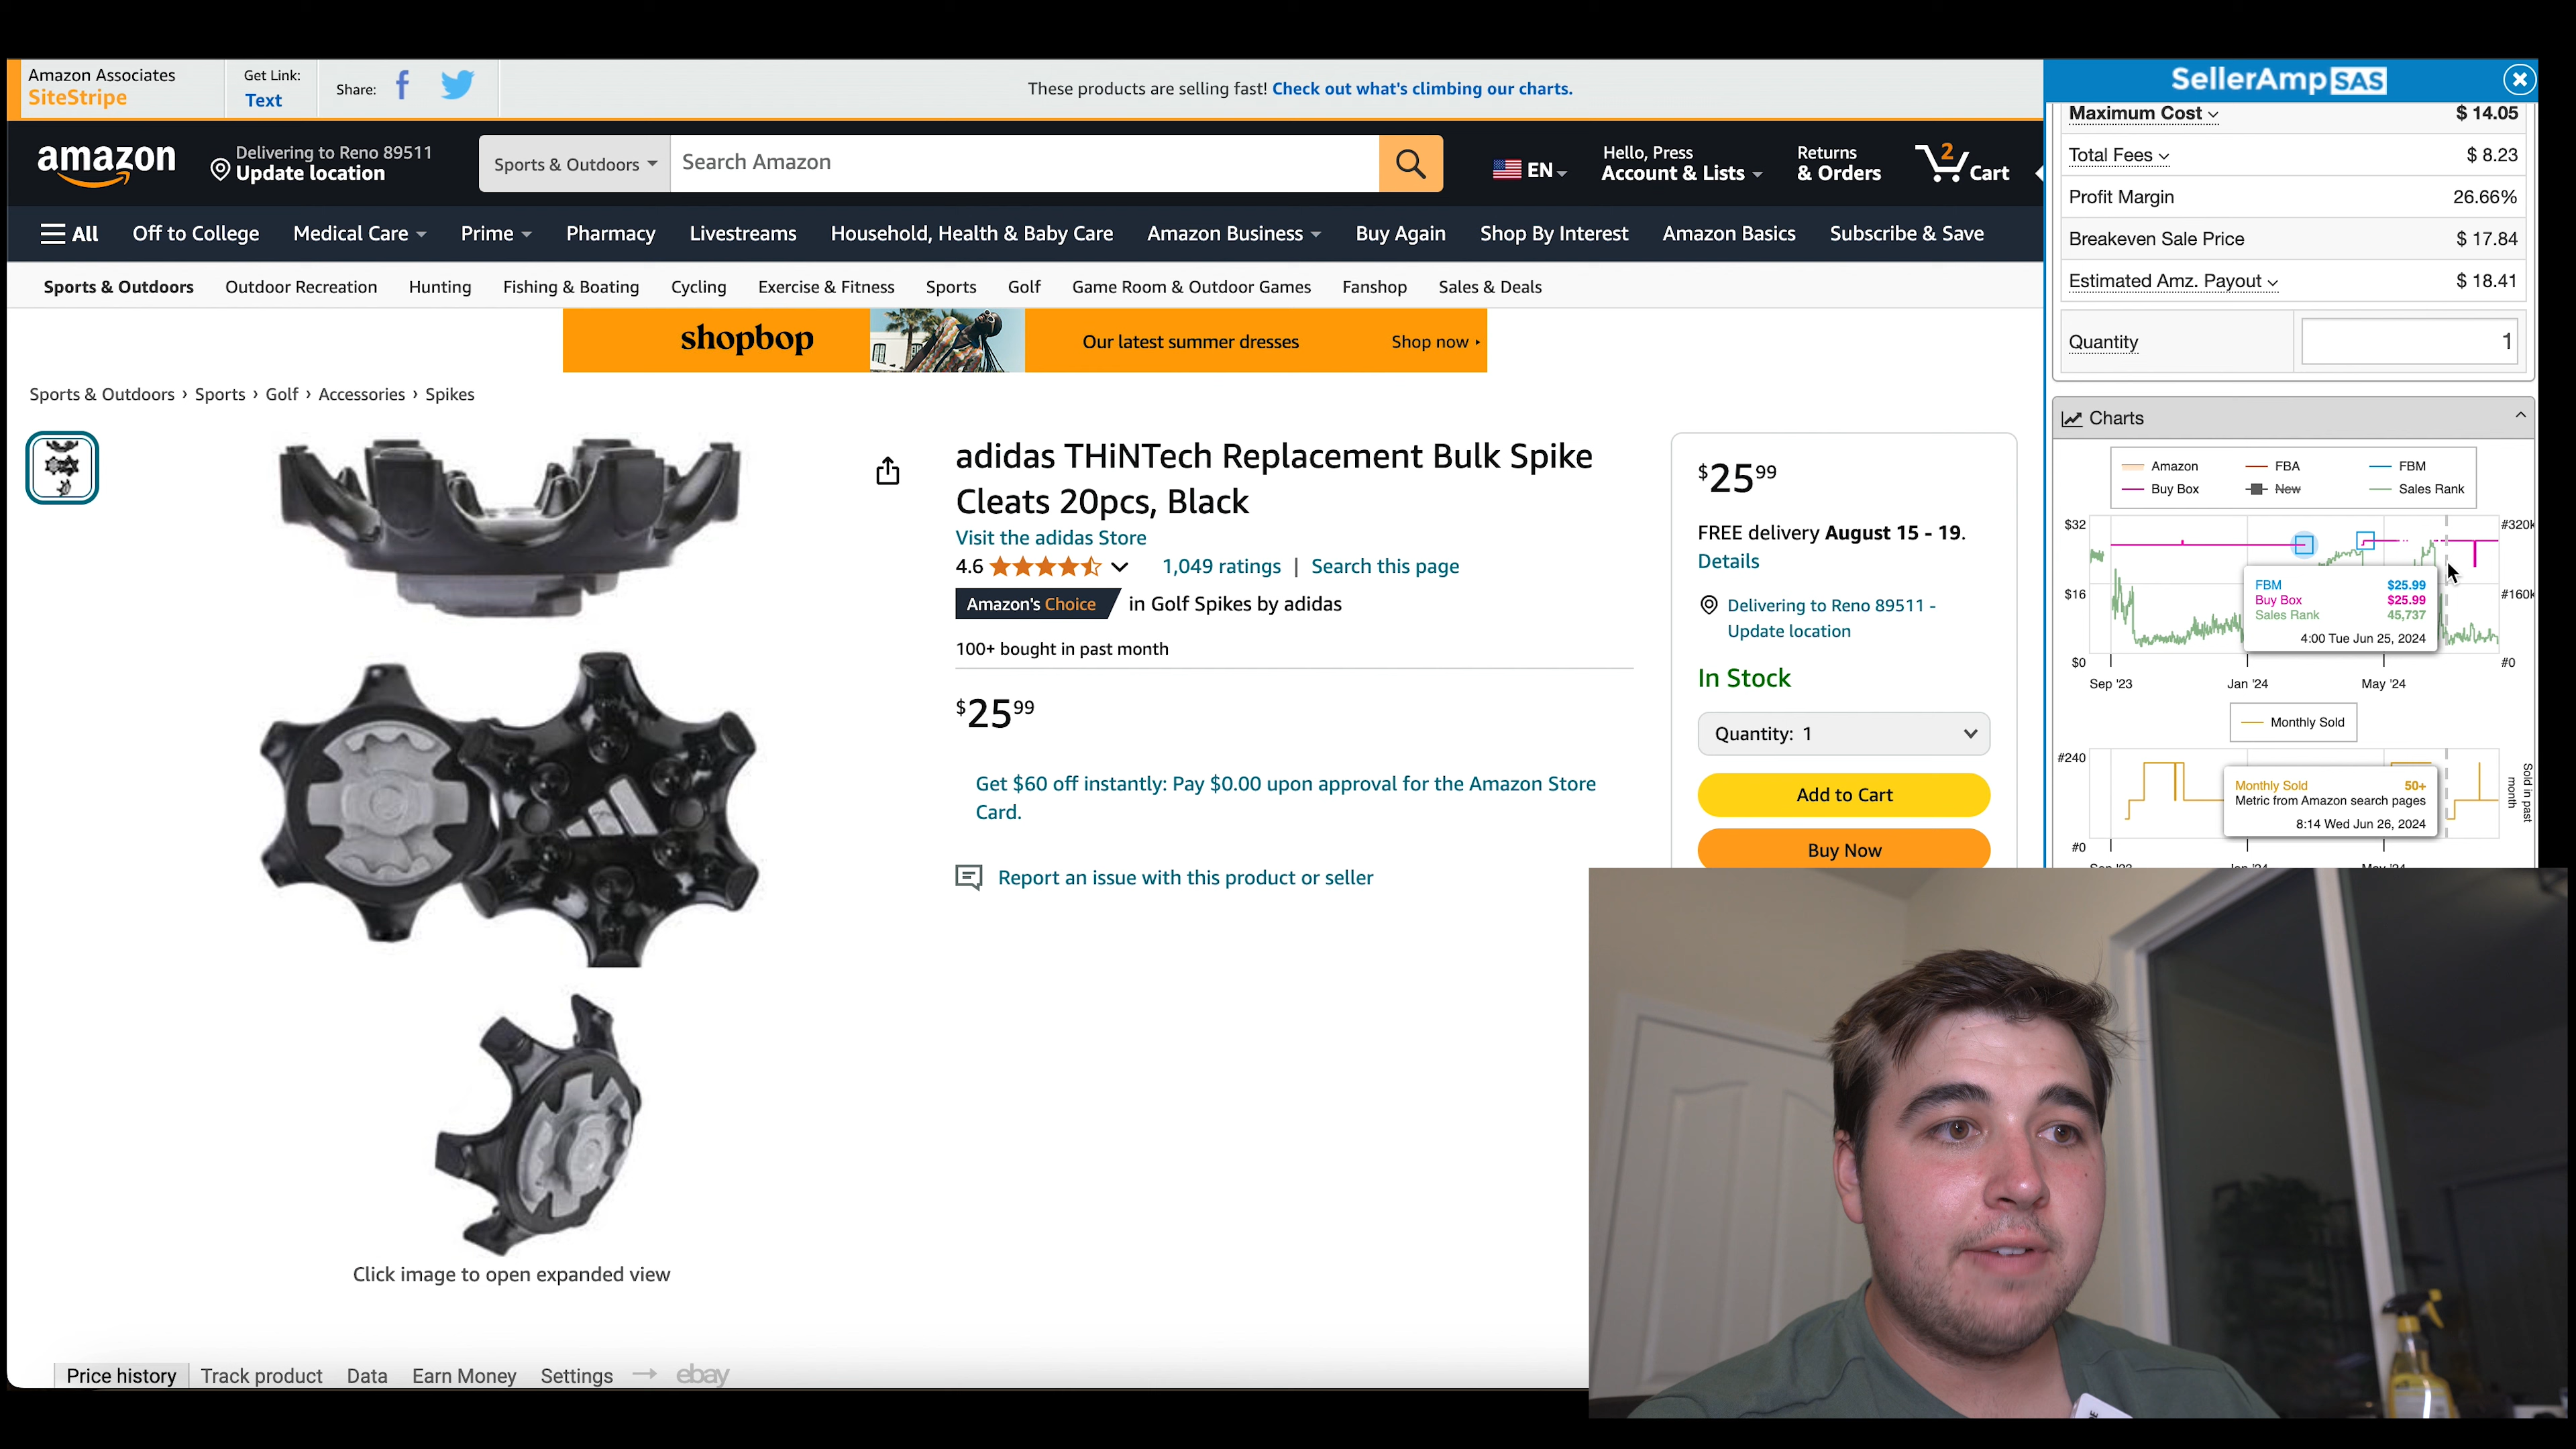 Amazon Associates
SiteStripe
Get Link:
Text
Share:
These products are selling fast! Check out what's climbing our charts.
amazon
Delivering to Reno 89511
Update location
Sports & Outdoors
Search Amazon
EN
Hello, Press
Account & Lists
Returns
& Orders
2
Cart
All
Off to College
Medical Care
Prime
Pharmacy
Livestreams
Household, Health & Baby Care
Amazon Business
Buy Again
Shop By Interest
Amazon Basics
Subscribe & Save
Sports & Outdoors
Outdoor Recreation
Hunting
Fishing & Boating
Cycling
Exercise & Fitness
Sports
Golf
Game Room & Outdoor Games
Fanshop
Sales & Deals
shopbop
Our latest summer dresses
Shop now
Sports & Outdoors › Sports › Golf › Accessories › Spikes
Click image to open expanded view
adidas THiNTech Replacement Bulk Spike
Cleats 20pcs, Black
Visit the adidas Store
4.6
1,049 ratings | Search this page
Amazon's Choice in Golf Spikes by adidas
100+ bought in past month
$25 99
Get $60 off instantly: Pay $0.00 upon approval for the Amazon Store
Card.
Report an issue with this product or seller
$25 99
FREE delivery August 15 - 19.
Details
Delivering to Reno 89511 -
Update location
In Stock
Quantity: 1
Add to Cart
Buy Now
SellerAmp SAS
Maximum Cost $ 14.05
Total Fees $ 8.23
Profit Margin 26.66%
Breakeven Sale Price $ 17.84
Estimated Amz. Payout $ 18.41
Quantity 1
Charts
Amazon FBA FBM
Buy Box New Sales Rank
$32
#320k
$16
#160k
$0
#0
FBM $25.99
Buy Box $25.99
Sales Rank 45,737
4:00 Tue Jun 25, 2024
Sep '23 Jan '24 May '24
Monthly Sold
#240
#0
Monthly Sold 50+
Metric from Amazon search pages
8:14 Wed Jun 26, 2024
Sold in past
month
Price history
Track product
Data
Earn Money
Settings
ebay